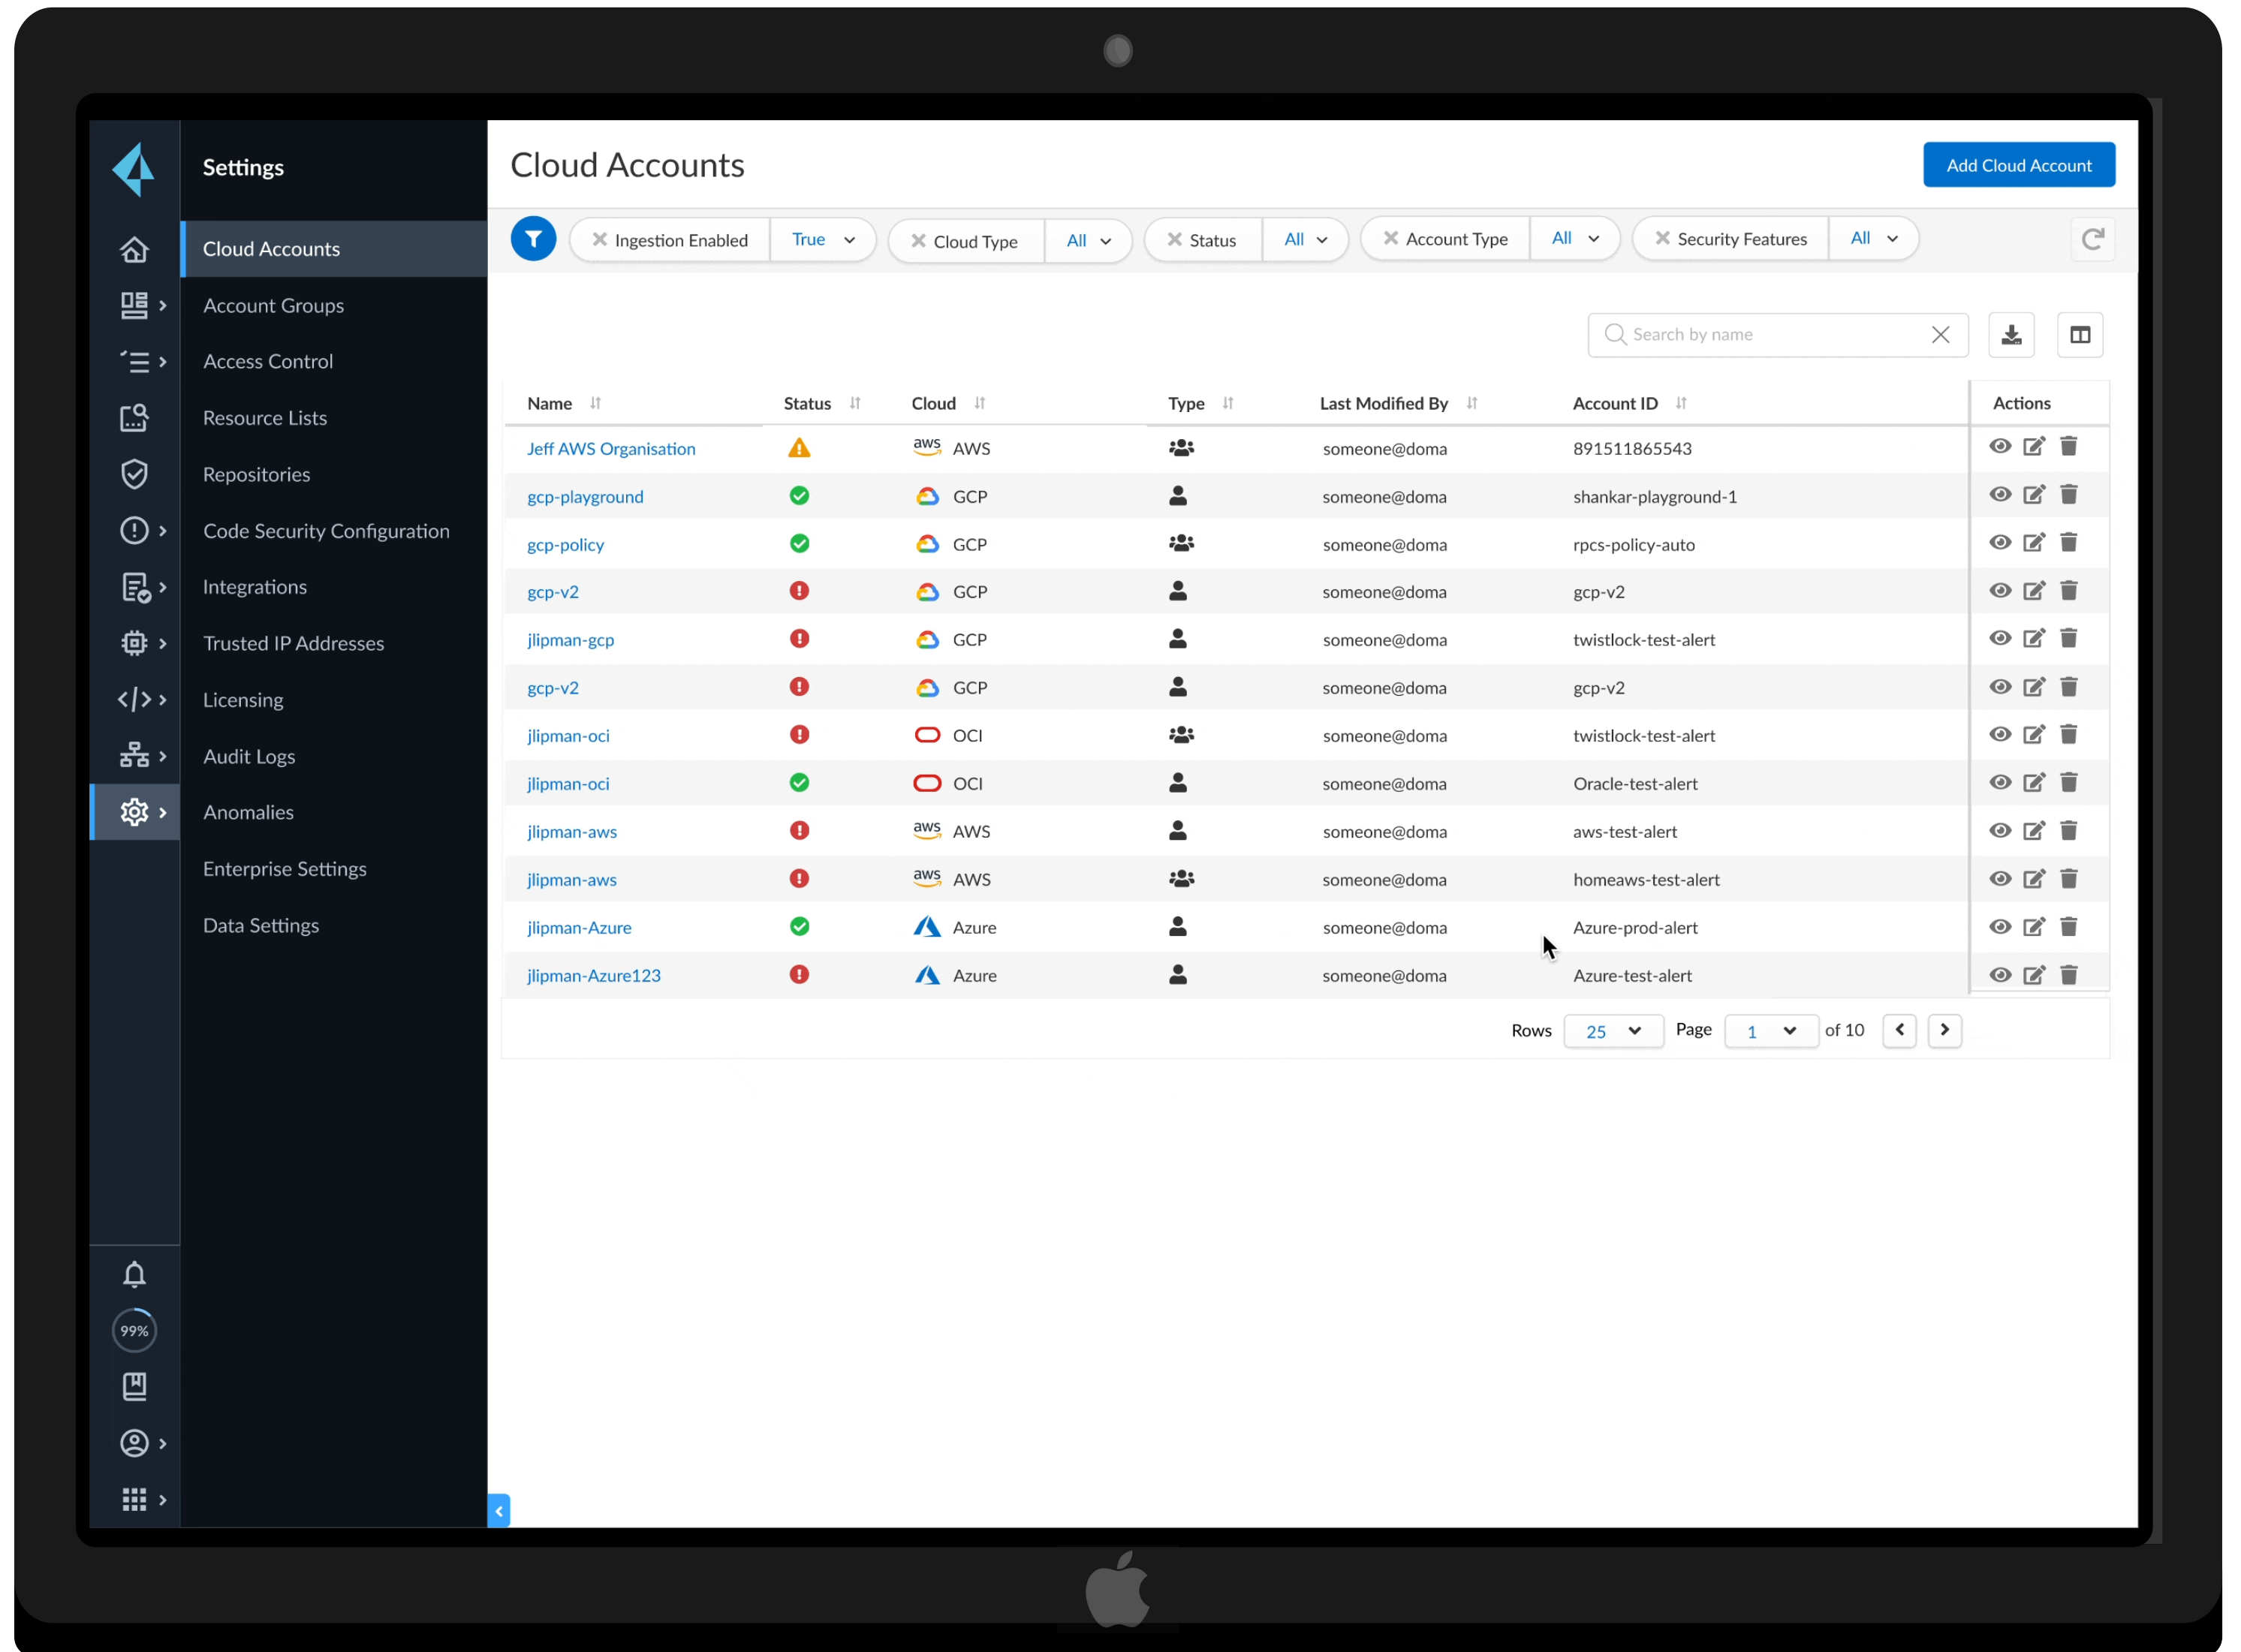 Settings
Cloud Accounts
Account Groups
Access Control
Resource Lists
Repositories
Code Security Configuration
Integrations
Trusted IP Addresses
Licensing
Audit Logs
Anomalies
Enterprise Settings
Data Settings
99%
Cloud Accounts
Add Cloud Account
Ingestion Enabled True Cloud Type All Status All Account Type All Security Features All
Search by name
Name Status Cloud Type Last Modified By Account ID Actions
Jeff AWS Organisation aws AWS someone@doma 891511865543
gcp-playground GCP someone@doma shankar-playground-1
gcp-policy GCP someone@doma rpcs-policy-auto
gcp-v2 GCP someone@doma gcp-v2
jlipman-gcp GCP someone@doma twistlock-test-alert
gcp-v2 GCP someone@doma gcp-v2
jlipman-oci OCI someone@doma twistlock-test-alert
jlipman-oci OCI someone@doma Oracle-test-alert
jlipman-aws aws AWS someone@doma aws-test-alert
jlipman-aws aws AWS someone@doma homeaws-test-alert
jlipman-Azure Azure someone@doma Azure-prod-alert
jlipman-Azure123 Azure someone@doma Azure-test-alert
Rows 25 Page 1 of 10